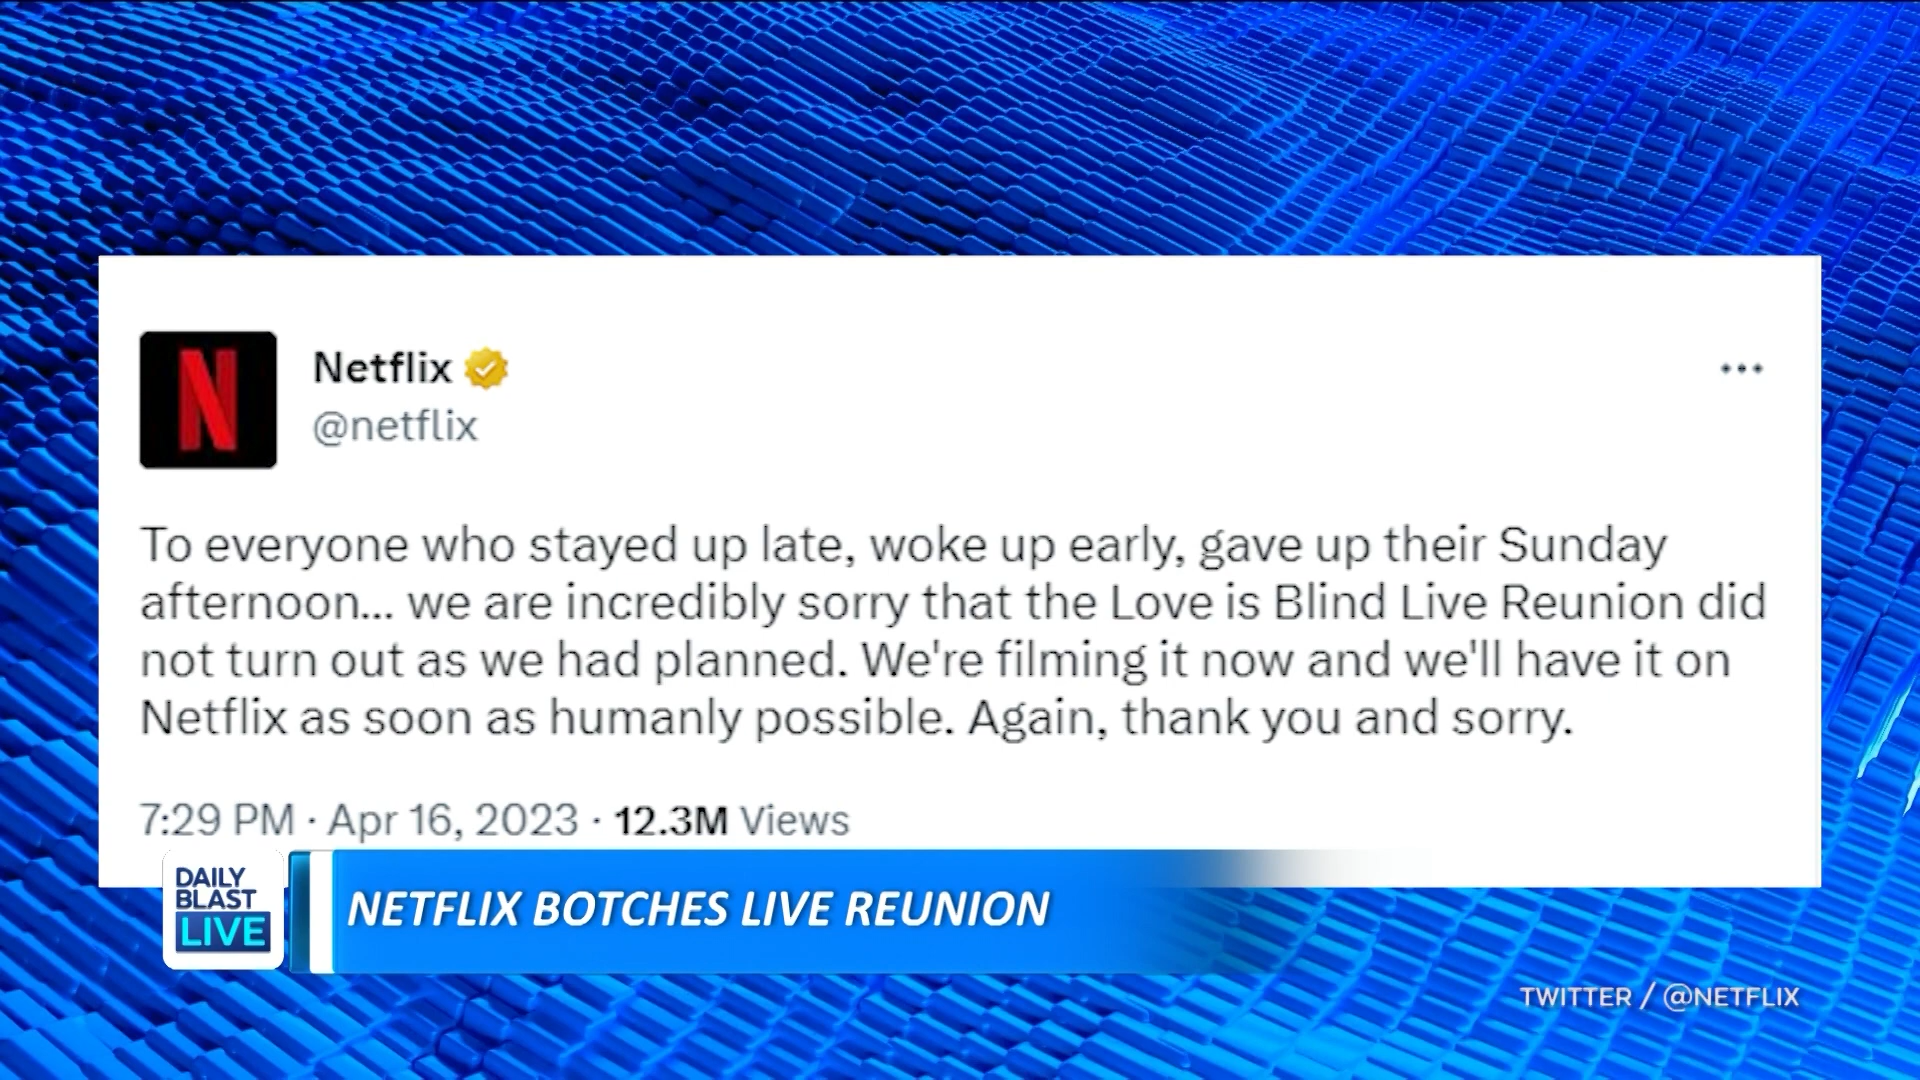 Netflix
@netflix
To everyone who stayed up late, woke up early, gave up their Sunday
afternoon... we are incredibly sorry that the Love is Blind Live Reunion did
not turn out as we had planned. We're filming it now and we'll have it on
Netflix as soon as humanly possible. Again, thank you and sorry.
7:29 PM · Apr 16, 2023 · 12.3M Views
DAILY
BLAST
LIVE
NETFLIX BOTCHES LIVE REUNION
TWITTER / @NETFLIX